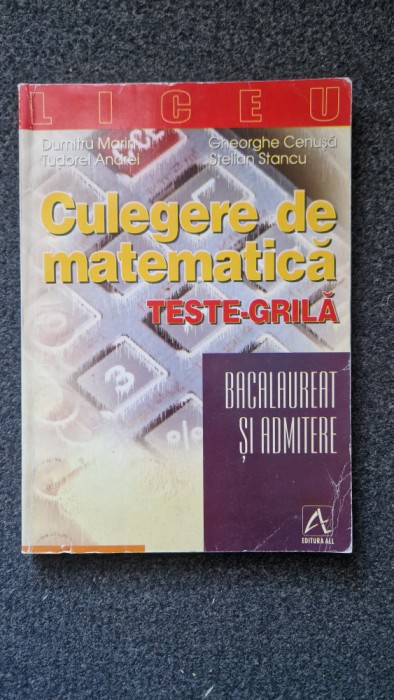 LICEU
Dumitru Marin Gheorghe Cenușă
Tudorel Andrei Stelian Stancu
Culegere de
matematică
TESTE-GRILĂ
BACALAUREAT
ȘI ADMITERE
3
%
EDITURA ALL